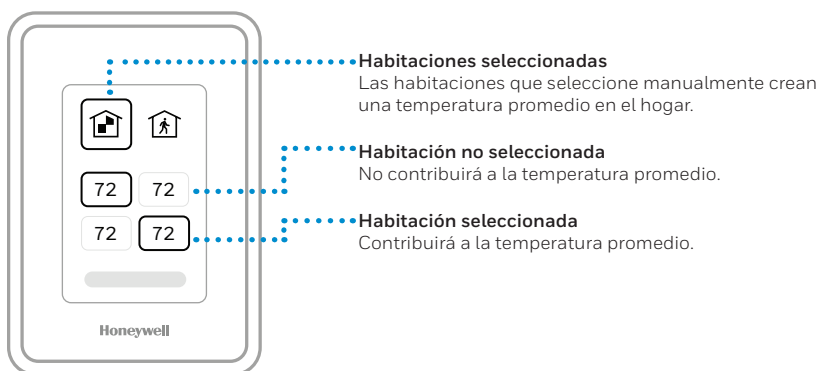 Habitaciones seleccionadas
Las habitaciones que seleccione manualmente crean
una temperatura promedio en el hogar.
Habitación no seleccionada
No contribuirá a la temperatura promedio.
Habitación seleccionada
Contribuirá a la temperatura promedio.
72 72
72 72
Honeywell